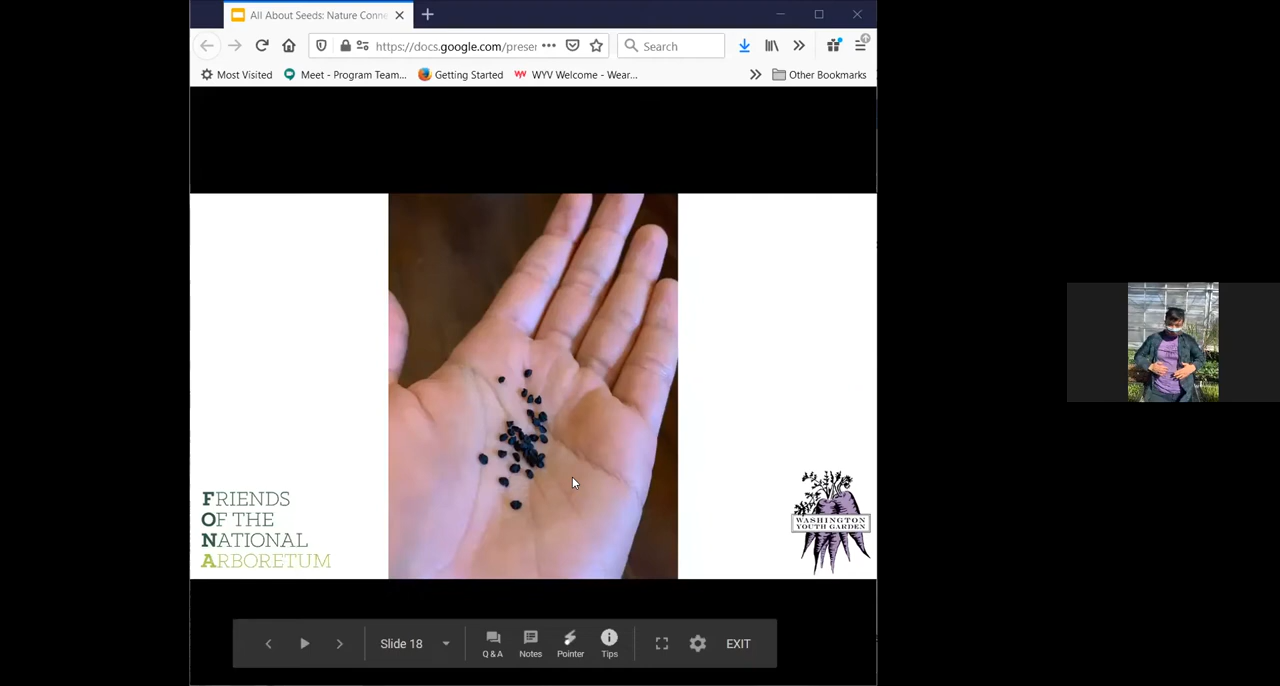 All About Seeds: Nature Conne
https://docs.google.com/preser
Search
Most Visited
Meet - Program Team...
Getting Started
WYV Welcome - Wear...
Other Bookmarks
FRIENDS
OF THE
NATIONAL
ARBORETUM
WASHINGTON
YOUTH GARDEN
Slide 18
Q & A
Notes
Pointer
Tips
EXIT